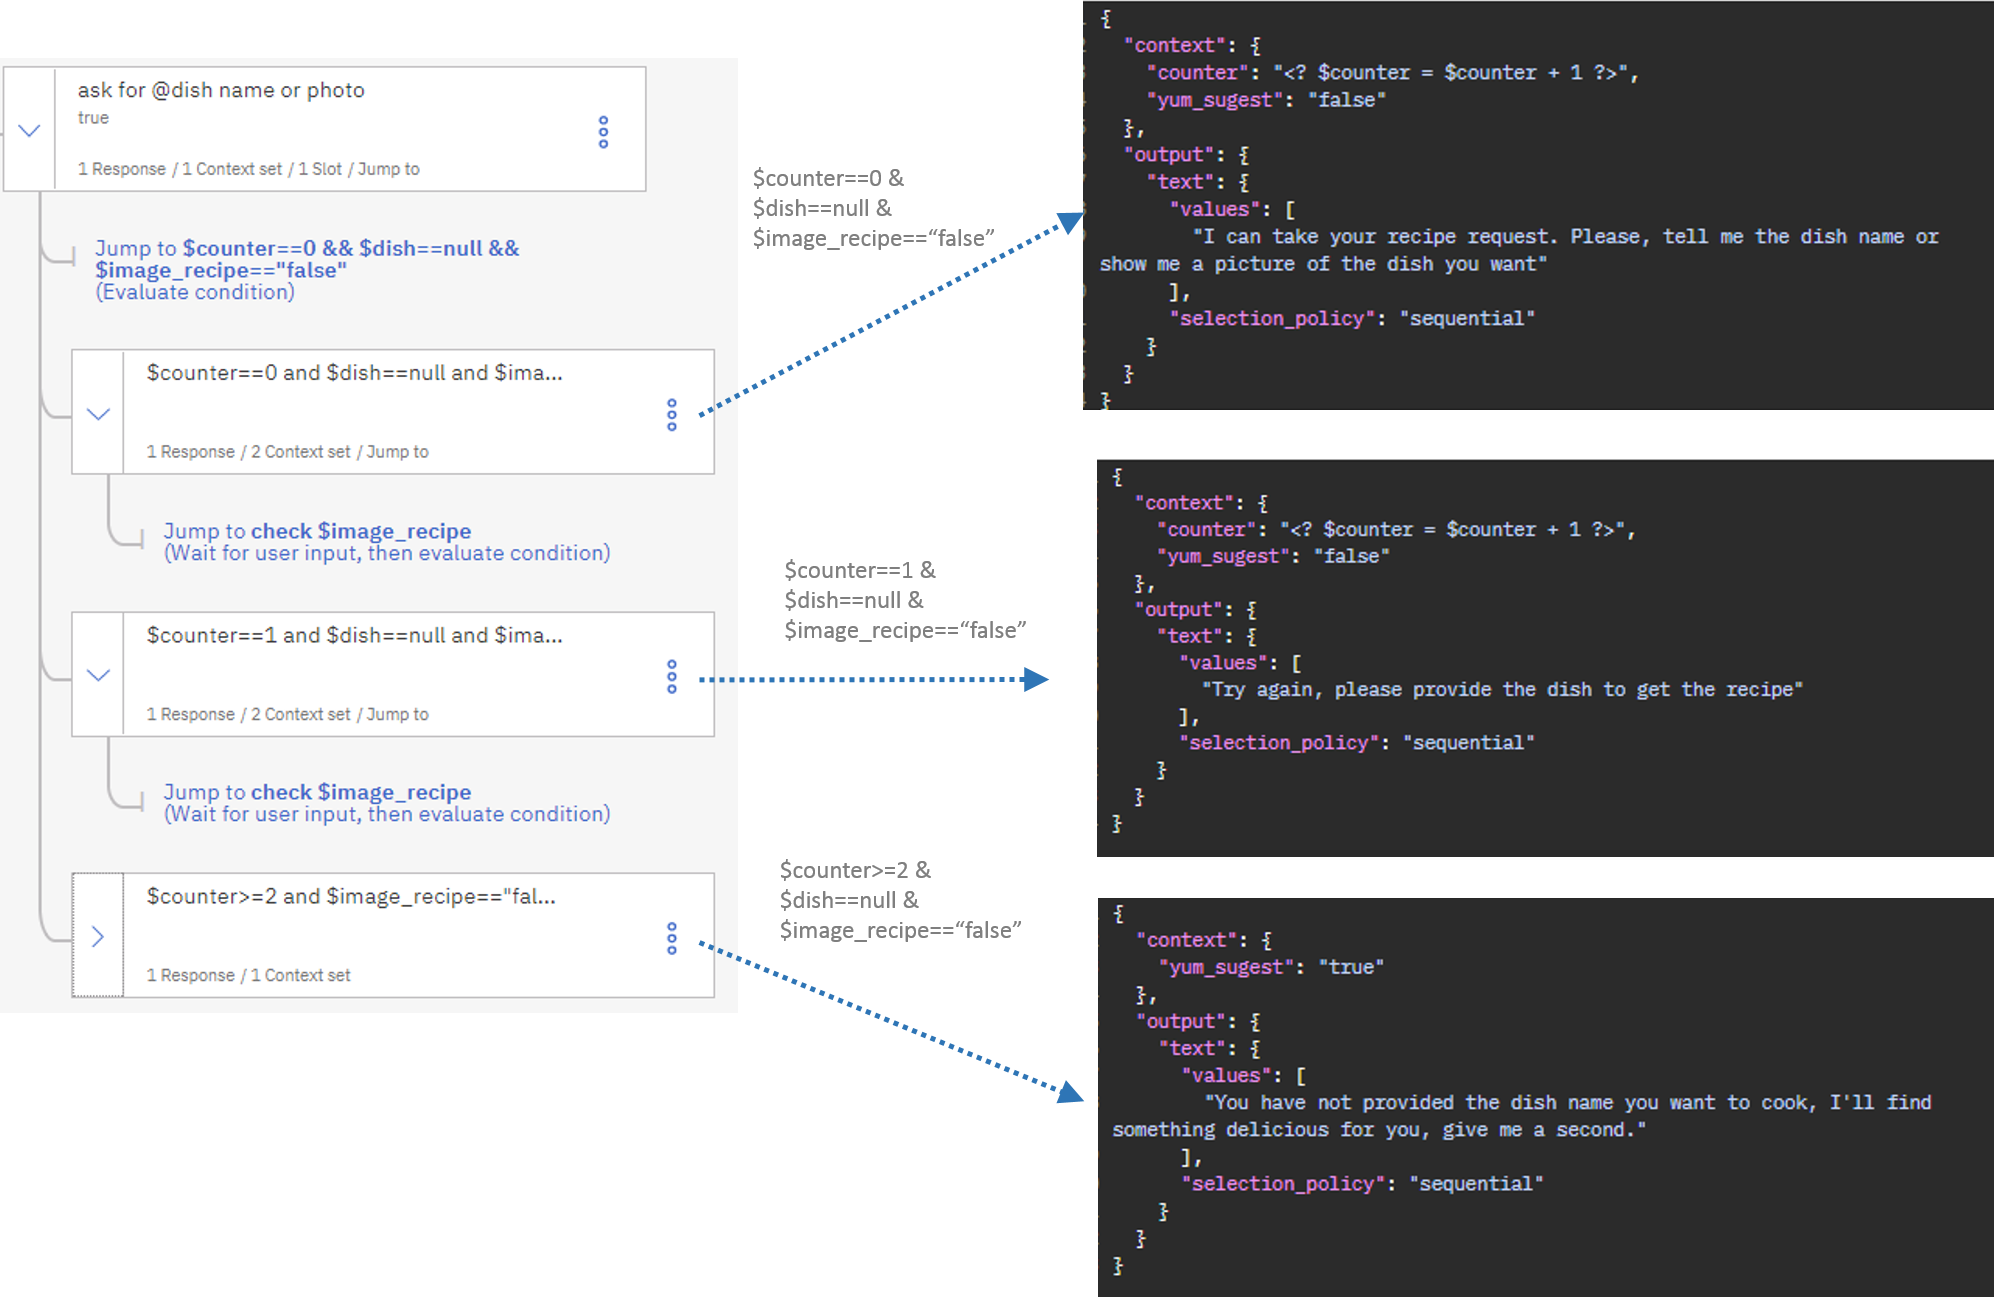 ask for @dish name or photo
true
1 Response / 1 Context set / 1 Slot / Jump to
Jump to $counter==0 && $dish==null &&
$image_recipe=="false"
(Evaluate condition)
$counter==0 and $dish==null and $ima...
1 Response / 2 Context set / Jump to
Jump to check $image_recipe
(Wait for user input, then evaluate condition)
$counter==1 and $dish==null and $ima...
1 Response / 2 Context set / Jump to
Jump to check $image_recipe
(Wait for user input, then evaluate condition)
$counter>=2 and $image_recipe=="fal...
1 Response / 1 Context set
$counter==0 &
$dish==null &
$image_recipe==“false”
$counter==1 &
$dish==null &
$image_recipe==“false”
$counter>=2 &
$dish==null &
$image_recipe==“false”
{
"context": {
"counter": "<? $counter = $counter + 1 ?>",
"yum_sugest": "false"
},
"output": {
"text": {
"values": [
"I can take your recipe request. Please, tell me the dish name or
show me a picture of the dish you want"
],
"selection_policy": "sequential"
}
}
}
{
"context": {
"counter": "<? $counter = $counter + 1 ?>",
"yum_sugest": "false"
},
"output": {
"text": {
"values": [
"Try again, please provide the dish to get the recipe"
],
"selection_policy": "sequential"
}
}
}
{
"context": {
"yum_sugest": "true"
},
"output": {
"text": {
"values": [
"You have not provided the dish name you want to cook, I'll find
something delicious for you, give me a second."
],
"selection_policy": "sequential"
}
}
}